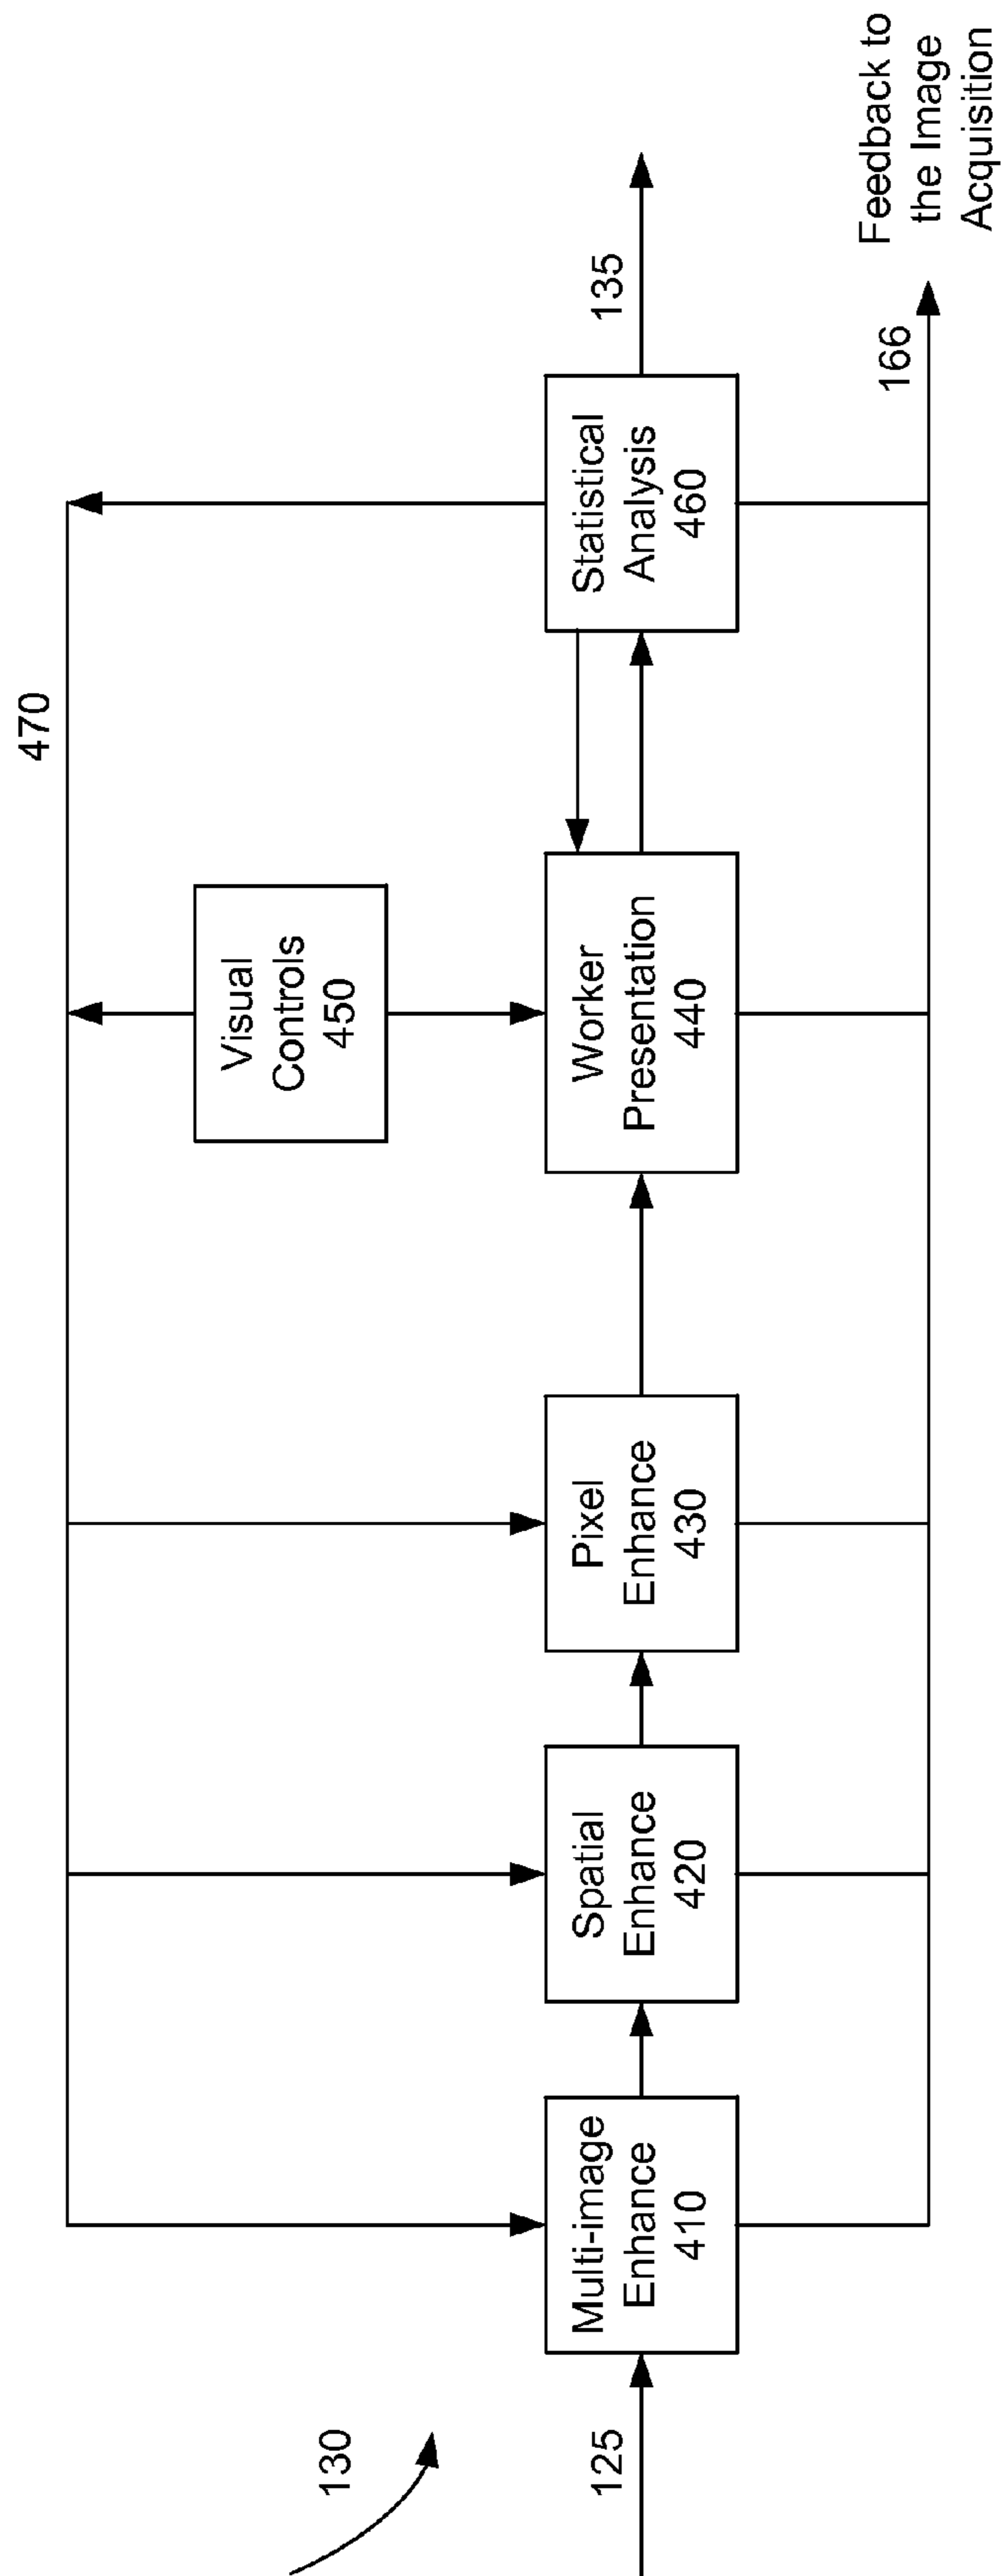 470
Visual
Controls
450
130
125
Multi-image
Enhance
410
Spatial
Enhance
420
Pixel
Enhance
430
Worker
Presentation
440
Statistical
Analysis
460
135
166
Feedback to
the Image
Acquisition